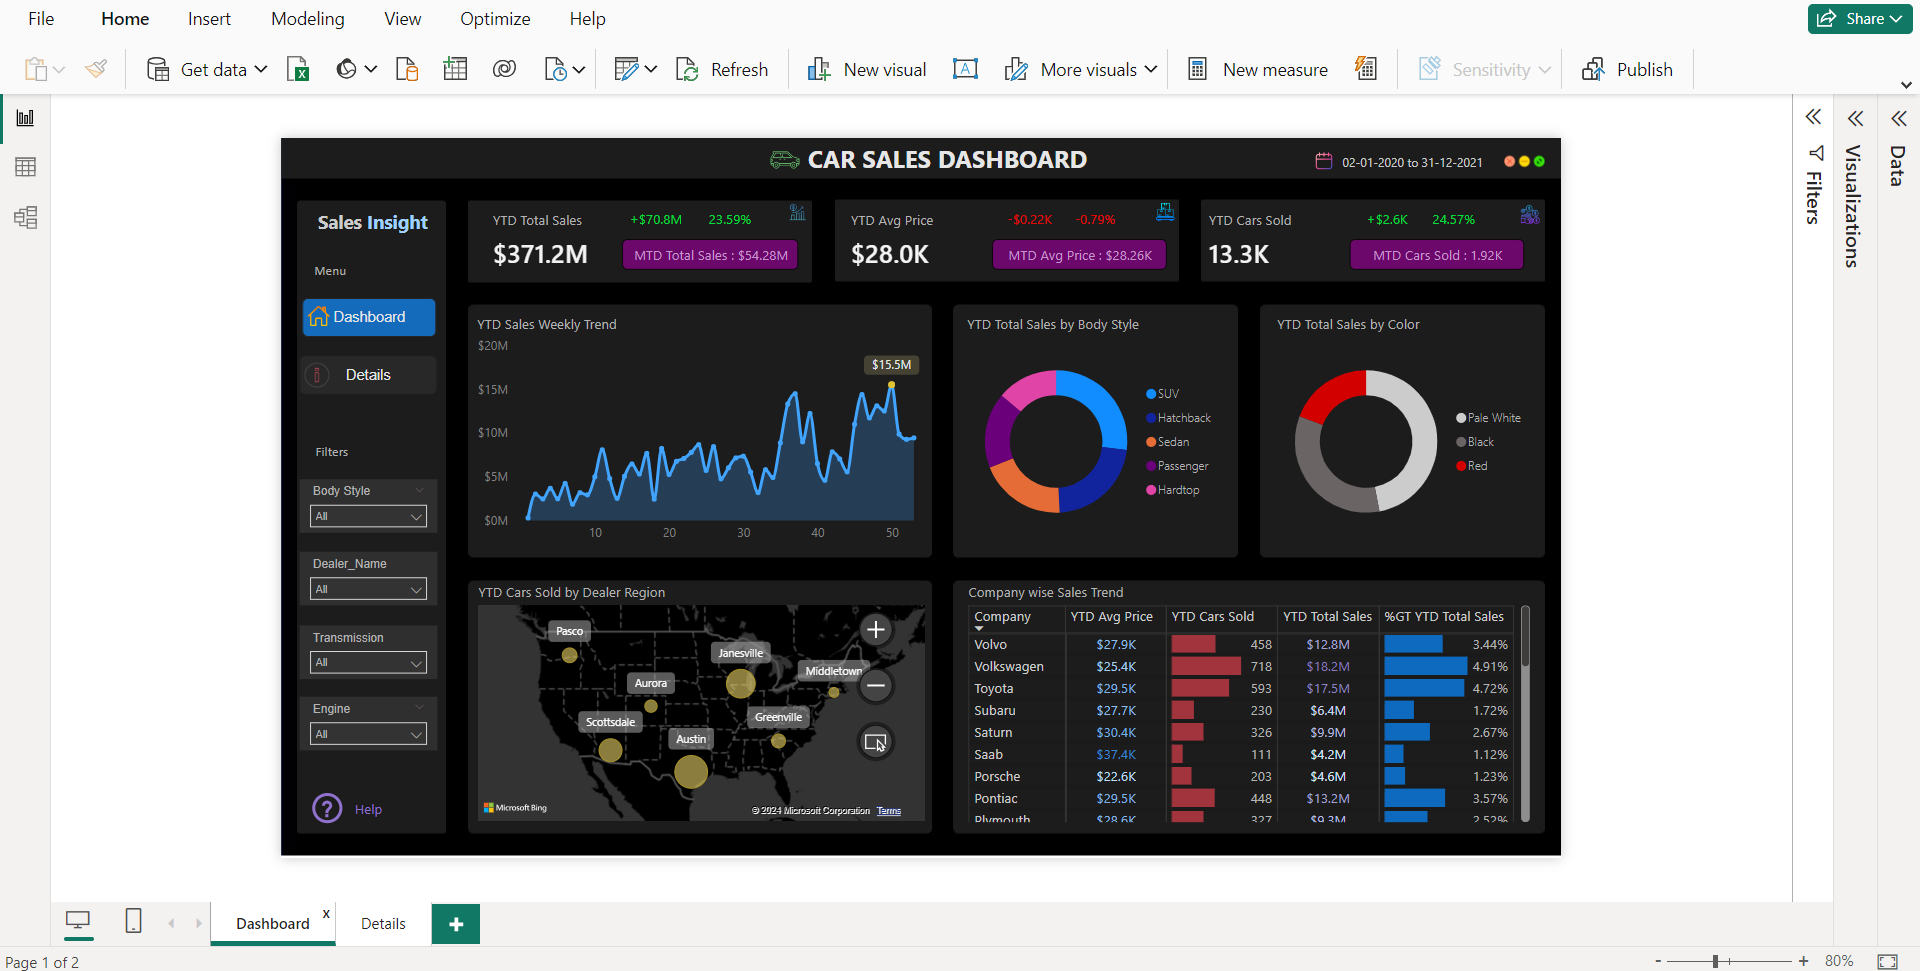 File Home Insert Modeling View Optimize Help Share
Get data Refresh New visual More visuals New measure Sensitivity Publish
CAR SALES DASHBOARD
02-01-2020 to 31-12-2021
Filters
Visualizations
Data
Sales Insight
Menu
Dashboard
Details
Filters
Body Style
All
Dealer_Name
All
Transmission
All
Engine
All
Help
YTD Total Sales +$70.8M 23.59%
$371.2M MTD Total Sales : $54.28M
YTD Avg Price -$0.22K -0.79%
$28.0K MTD Avg Price : $28.26K
YTD Cars Sold +$2.6K 24.57%
13.3K MTD Cars Sold : 1.92K
YTD Sales Weekly Trend
$20M
$15.5M
$15M
$10M
$5M
$0M
10 20 30 40 50
YTD Total Sales by Body Style
SUV
Hatchback
Sedan
Passenger
Hardtop
YTD Total Sales by Color
Pale White
Black
Red
YTD Cars Sold by Dealer Region
Pasco
Janesville
Middletown
Aurora
Greenville
Scottsdale
Austin
Microsoft Bing
© 2024 Microsoft Corporation Terms
Company wise Sales Trend
Company YTD Avg Price YTD Cars Sold YTD Total Sales %GT YTD Total Sales
Volvo $27.9K 458 $12.8M 3.44%
Volkswagen $25.4K 718 $18.2M 4.91%
Toyota $29.5K 593 $17.5M 4.72%
Subaru $27.7K 230 $6.4M 1.72%
Saturn $30.4K 326 $9.9M 2.67%
Saab $37.4K 111 $4.2M 1.12%
Porsche $22.6K 203 $4.6M 1.23%
Pontiac $29.5K 448 $13.2M 3.57%
Plymouth $28.6K 327 $9.3M 2.52%
Dashboard x Details +
Page 1 of 2
- + 80%